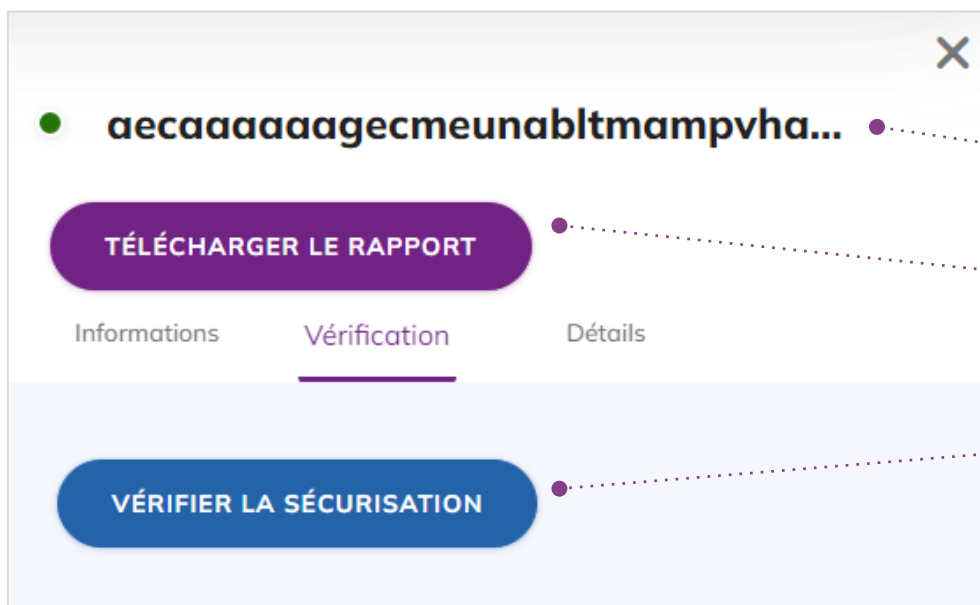 aecaaaaaagecmeunabltmampvha...
TÉLÉCHARGER LE RAPPORT
Informations Vérification Détails
VÉRIFIER LA SÉCURISATION